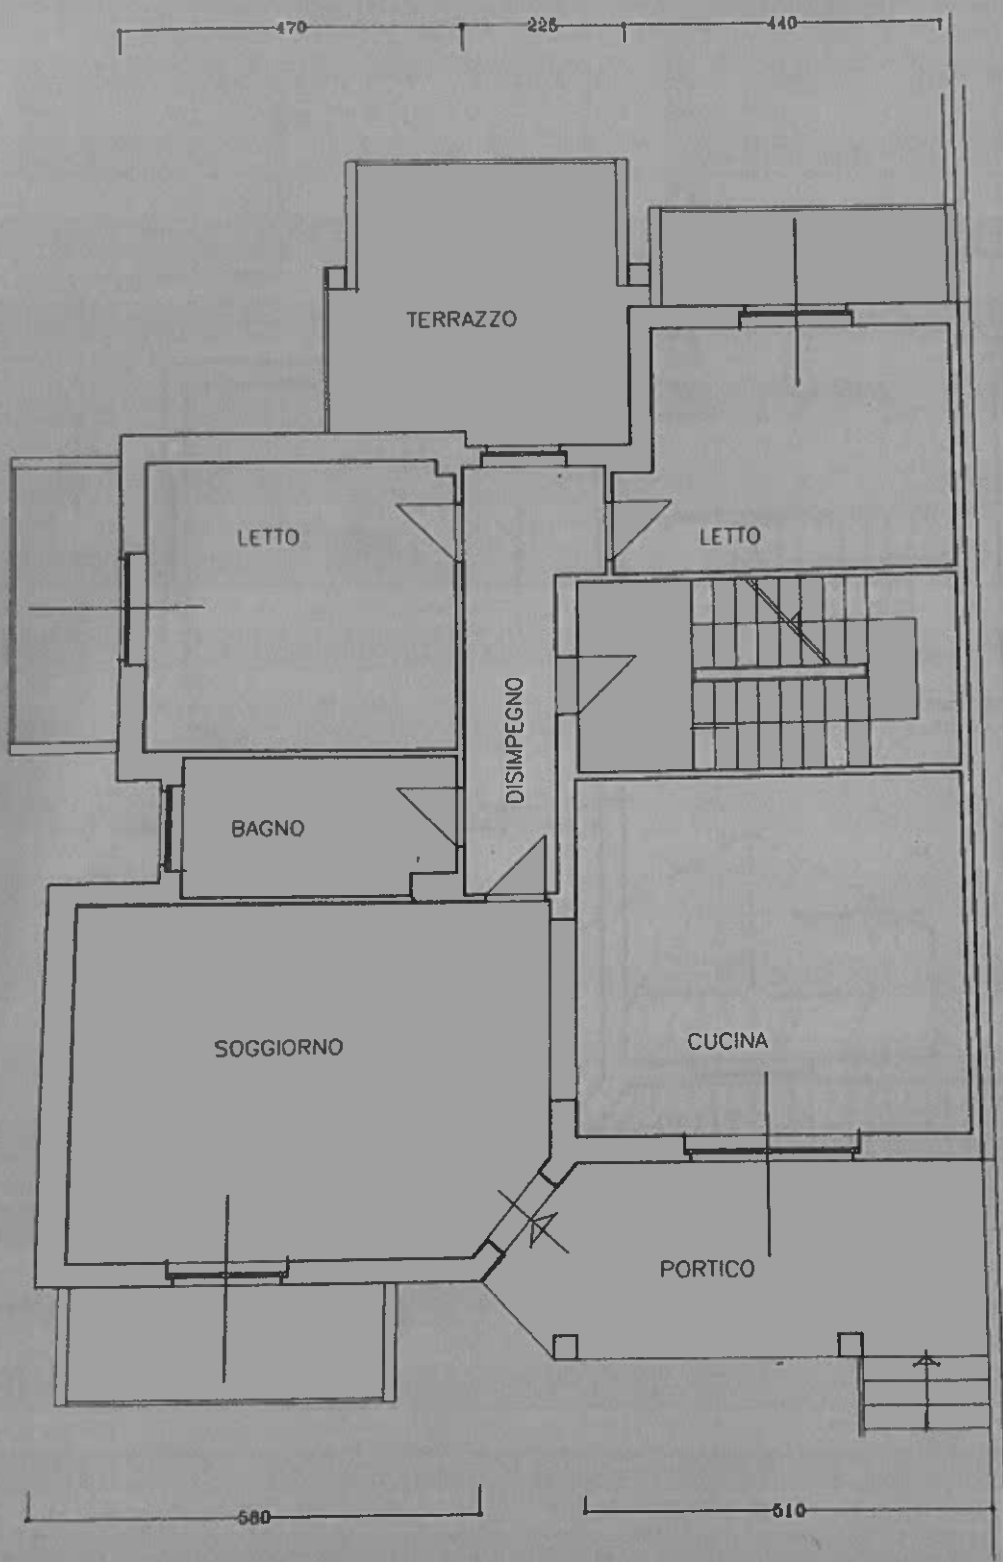 470 225 440
TERRAZZO
LETTO
LETTO
DISIMPEGNO
BAGNO
SOGGIORNO
CUCINA
PORTICO
580 510